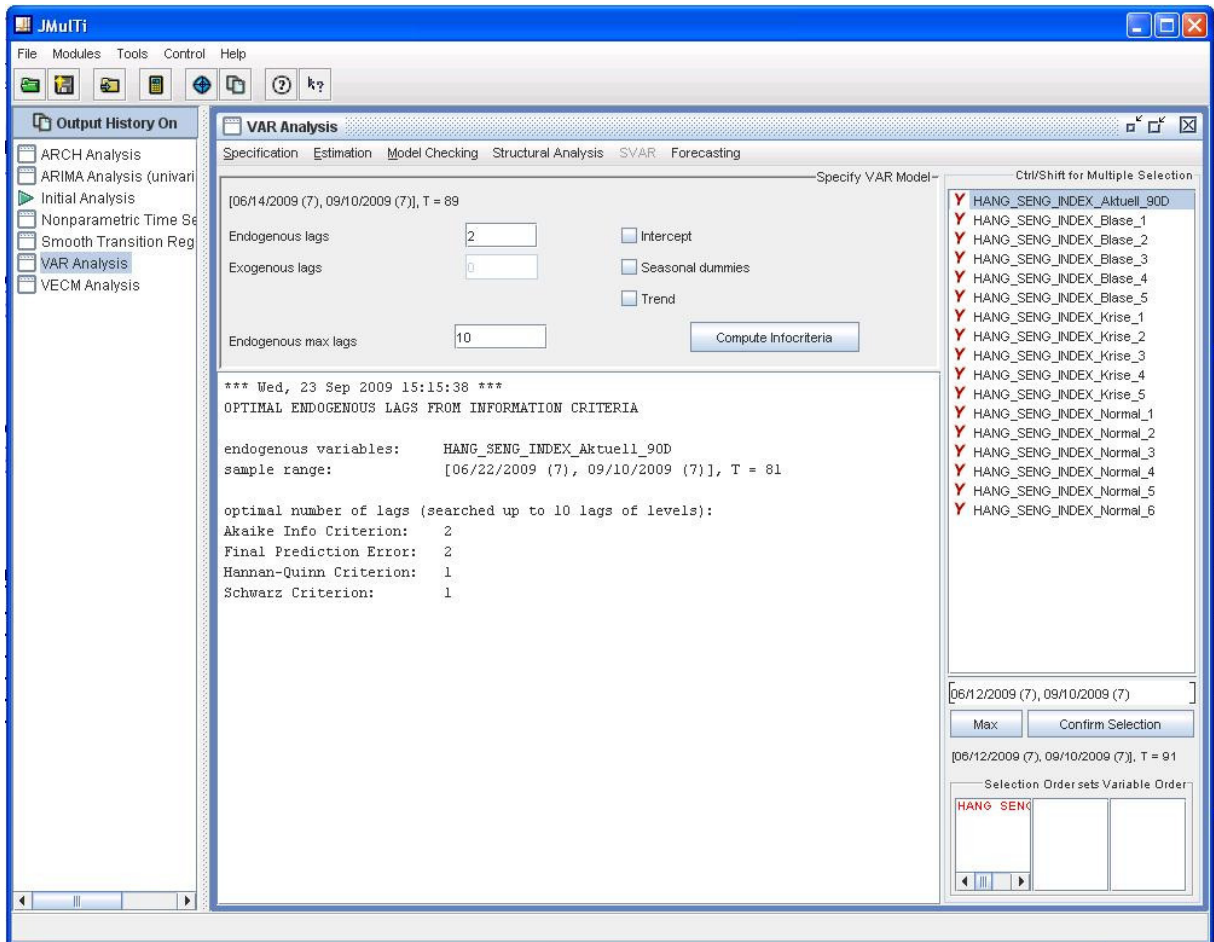 JMulTi
File Modules Tools Control Help
Output History On
ARCH Analysis
ARIMA Analysis (univari
Initial Analysis
Nonparametric Time Se
Smooth Transition Reg
VAR Analysis
VECM Analysis
VAR Analysis
Specification Estimation Model Checking Structural Analysis SVAR Forecasting
Specify VAR Model
[06/14/2009 (7), 09/10/2009 (7)], T = 89
Endogenous lags 2 Intercept
Exogenous lags 0 Seasonal dummies
Trend
Endogenous max lags 10 Compute Infocriteria
*** Wed, 23 Sep 2009 15:15:38 ***
OPTIMAL ENDOGENOUS LAGS FROM INFORMATION CRITERIA
endogenous variables: HANG_SENG_INDEX_Aktuell_90D
sample range: [06/22/2009 (7), 09/10/2009 (7)], T = 81
optimal number of lags (searched up to 10 lags of levels):
Akaike Info Criterion: 2
Final Prediction Error: 2
Hannan-Quinn Criterion: 1
Schwarz Criterion: 1
Ctrl/Shift for Multiple Selection
Y HANG_SENG_INDEX_Aktuell_90D
Y HANG_SENG_INDEX_Blase_1
Y HANG_SENG_INDEX_Blase_2
Y HANG_SENG_INDEX_Blase_3
Y HANG_SENG_INDEX_Blase_4
Y HANG_SENG_INDEX_Blase_5
Y HANG_SENG_INDEX_Krise_1
Y HANG_SENG_INDEX_Krise_2
Y HANG_SENG_INDEX_Krise_3
Y HANG_SENG_INDEX_Krise_4
Y HANG_SENG_INDEX_Krise_5
Y HANG_SENG_INDEX_Normal_1
Y HANG_SENG_INDEX_Normal_2
Y HANG_SENG_INDEX_Normal_3
Y HANG_SENG_INDEX_Normal_4
Y HANG_SENG_INDEX_Normal_5
Y HANG_SENG_INDEX_Normal_6
[06/12/2009 (7), 09/10/2009 (7) ]
Max Confirm Selection
[06/12/2009 (7), 09/10/2009 (7)], T = 91
Selection Order sets Variable Order
HANG SENG